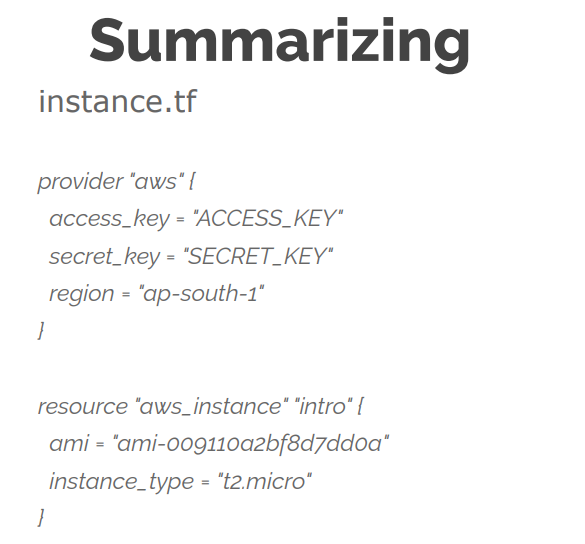 Summarizing
instance.tf
provider "aws" {
access_key = "ACCESS_KEY"
secret_key = "SECRET_KEY"
region = "ap-south-1"
}
resource "aws_instance" "intro" {
ami = "ami-009110a2bf8d7dd0a"
instance_type = "t2.micro"
}